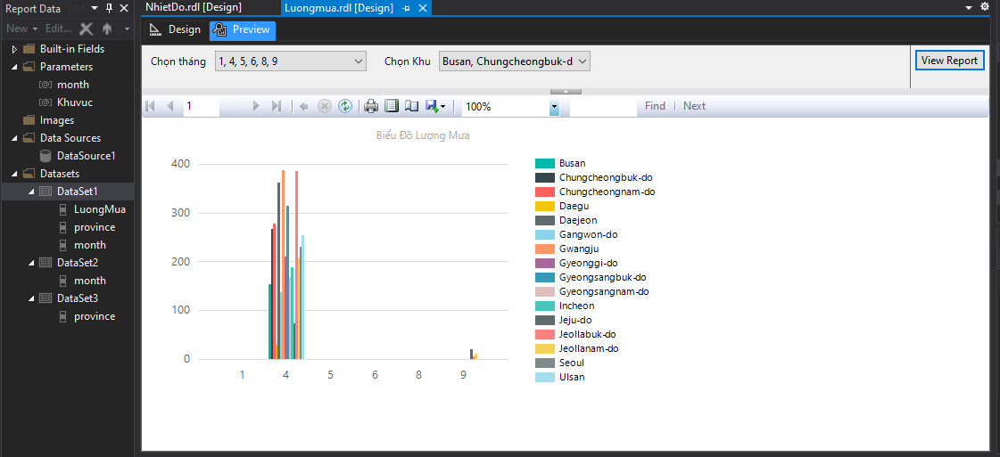 Report Data
NhietDo.rdl [Design]
Luongmua.rdl [Design]
New
Edit...
Design
Preview
Built-in Fields
Parameters
month
Khuvuc
Images
Data Sources
DataSource1
Datasets
DataSet1
LuongMua
province
month
DataSet2
month
DataSet3
province
Chọn tháng
1, 4, 5, 6, 8, 9
Chọn Khu
Busan, Chungcheongbuk-d
View Report
1
100%
Find | Next
Biểu Đồ Lượng Mưa
400
300
200
100
0
1 4 5 6 8 9
Busan
Chungcheongbuk-do
Chungcheongnam-do
Daegu
Daejeon
Gangwon-do
Gwangju
Gyeonggi-do
Gyeongsangbuk-do
Gyeongsangnam-do
Incheon
Jeju-do
Jeollabuk-do
Jeollanam-do
Seoul
Ulsan